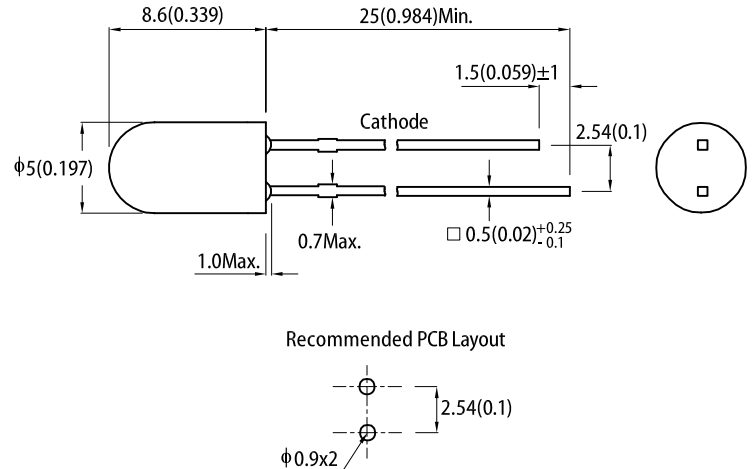 8.6(0.339)
25(0.984)Min.
1.5(0.059)±1
Cathode
2.54(0.1)
ϕ5(0.197)
0.7Max.
□ 0.5(0.02)+0.25
- 0.1
1.0Max.
Recommended PCB Layout
2.54(0.1)
ϕ0.9x2